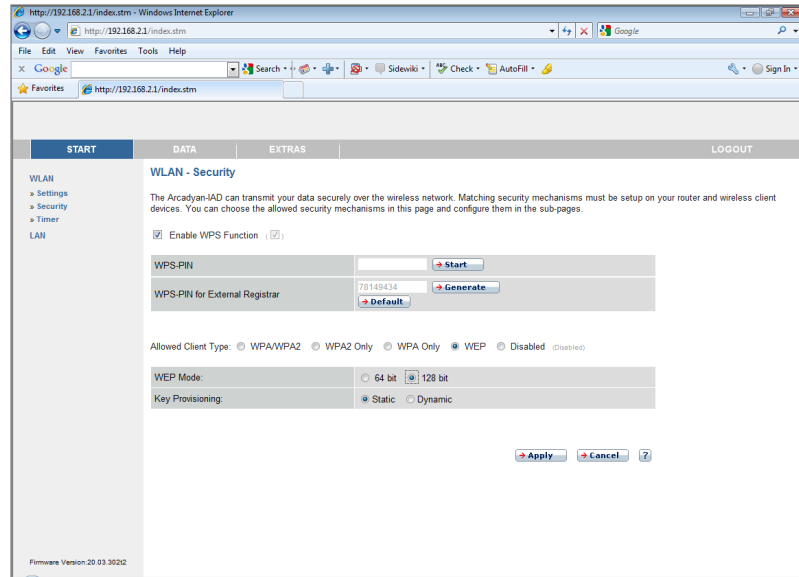 http://192.168.2.1/index.stm - Windows Internet Explorer
http://192.168.2.1/index.stm
Google
File Edit View Favorites Tools Help
x Google Search Sidewiki ABC Check AutoFill Sign In
Favorites http://192.168.2.1/index.stm
START DATA EXTRAS LOGOUT
WLAN
» Settings
» Security
» Timer
LAN
WLAN - Security
The Arcadyan-IAD can transmit your data securely over the wireless network. Matching security mechanisms must be setup on your router and wireless client
devices. You can choose the allowed security mechanisms in this page and configure them in the sub-pages.
Enable WPS Function ( )
WPS-PIN Start
WPS-PIN for External Registrar 78149434 Generate
Default
Allowed Client Type: WPA/WPA2 WPA2 Only WPA Only WEP Disabled (Disabled)
WEP Mode: 64 bit 128 bit
Key Provisioning: Static Dynamic
Apply Cancel ?
Firmware Version:20.03.302t2